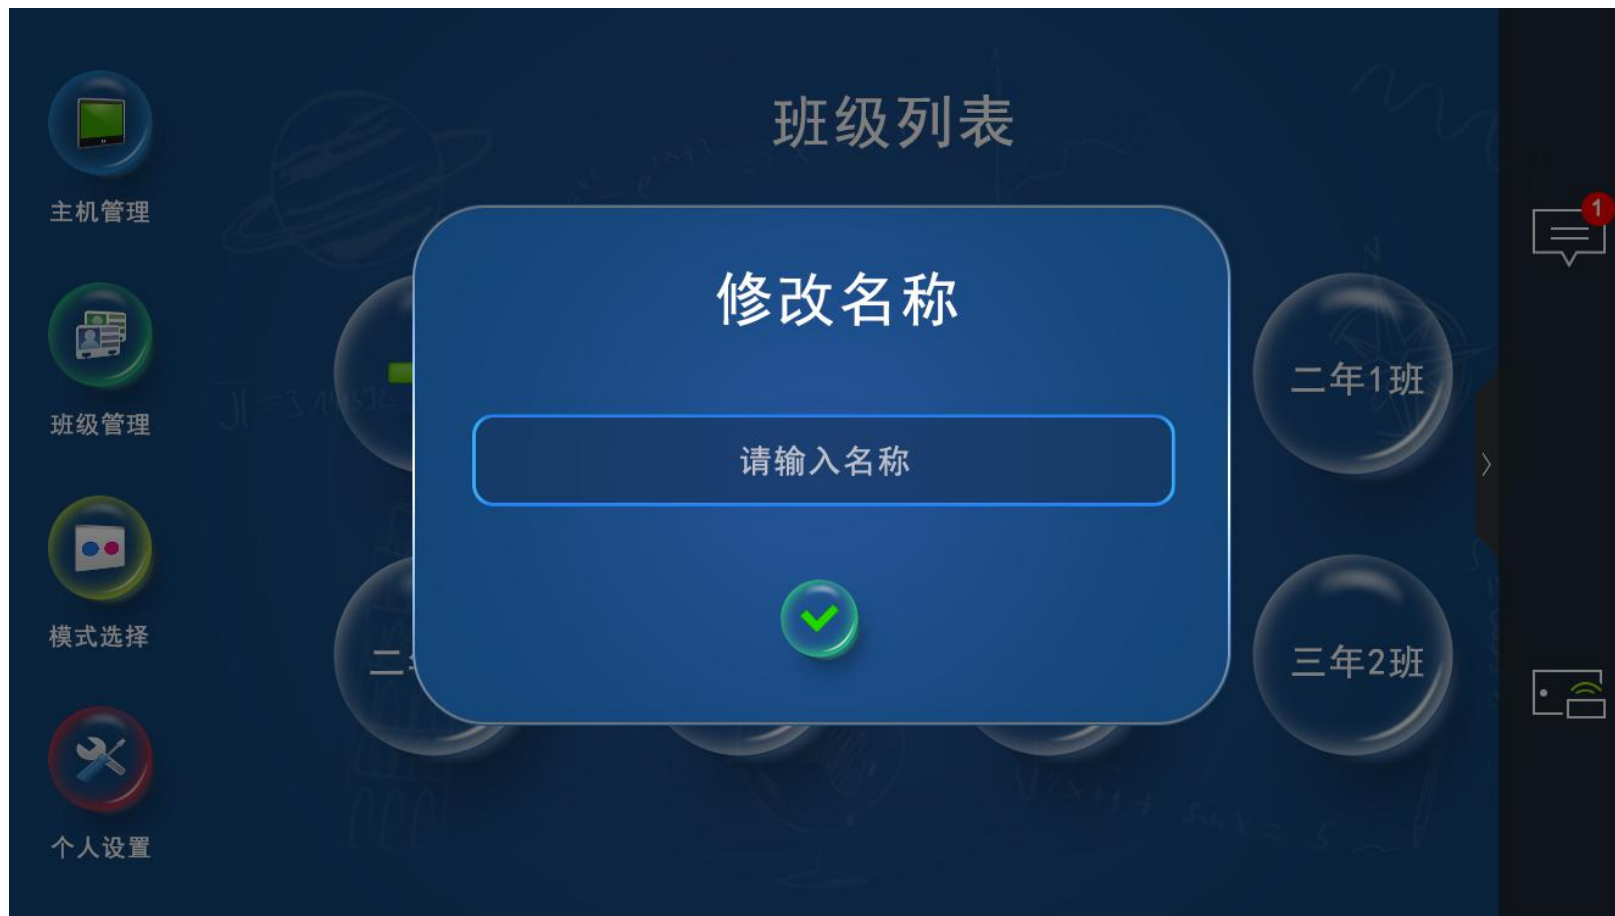 班级列表
主机管理
1
修改名称
二年1班
班级管理
请输入名称
模式选择
三年2班
个人设置